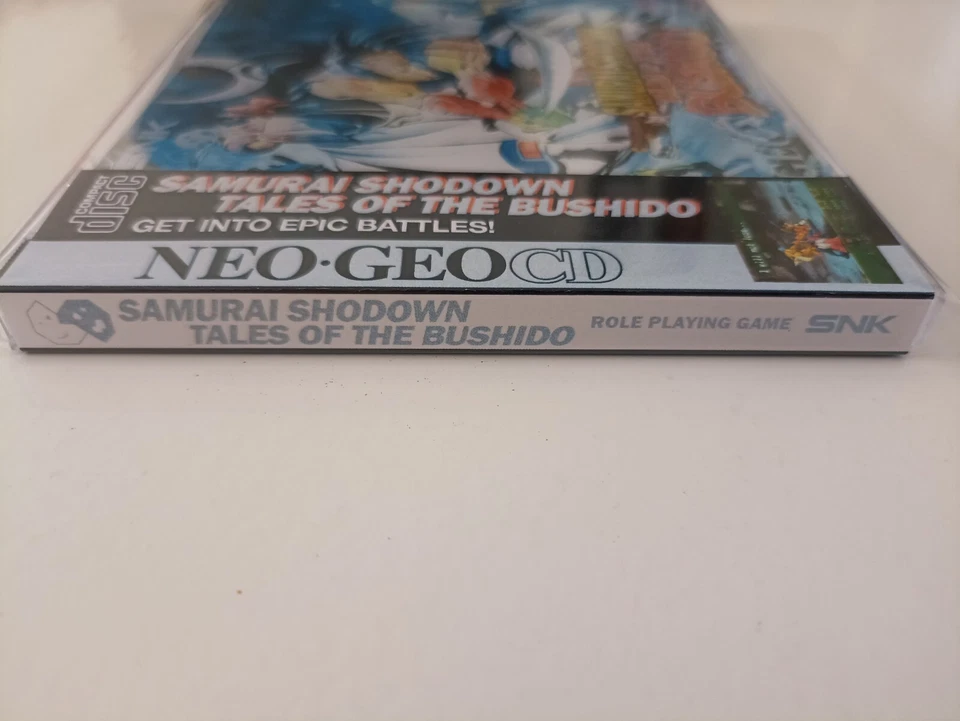 COMPACT
disc
SAMURAI SHODOWN
TALES OF THE BUSHIDO
GET INTO EPIC BATTLES!
NEO·GEO CD
SAMURAI SHODOWN
TALES OF THE BUSHIDO
ROLE PLAYING GAME
SNK